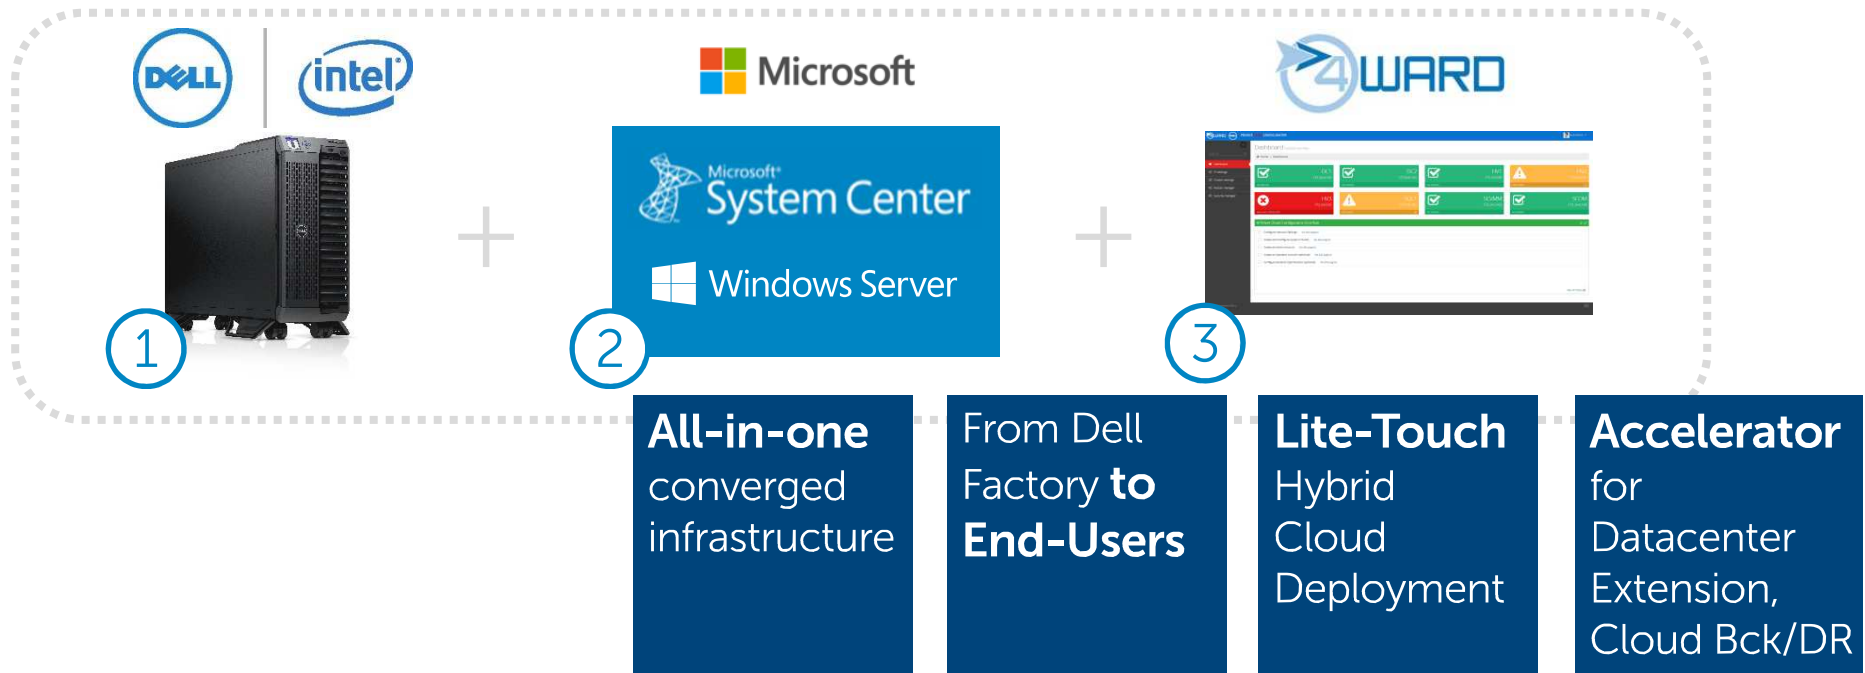 DELL
intel
Microsoft
4WARD
Microsoft
System Center
Windows Server
Dashboard
1
2
3
All-in-one
converged
infrastructure
From Dell
Factory to
End-Users
Lite-Touch
Hybrid
Cloud
Deployment
Accelerator
for
Datacenter
Extension,
Cloud Bck/DR